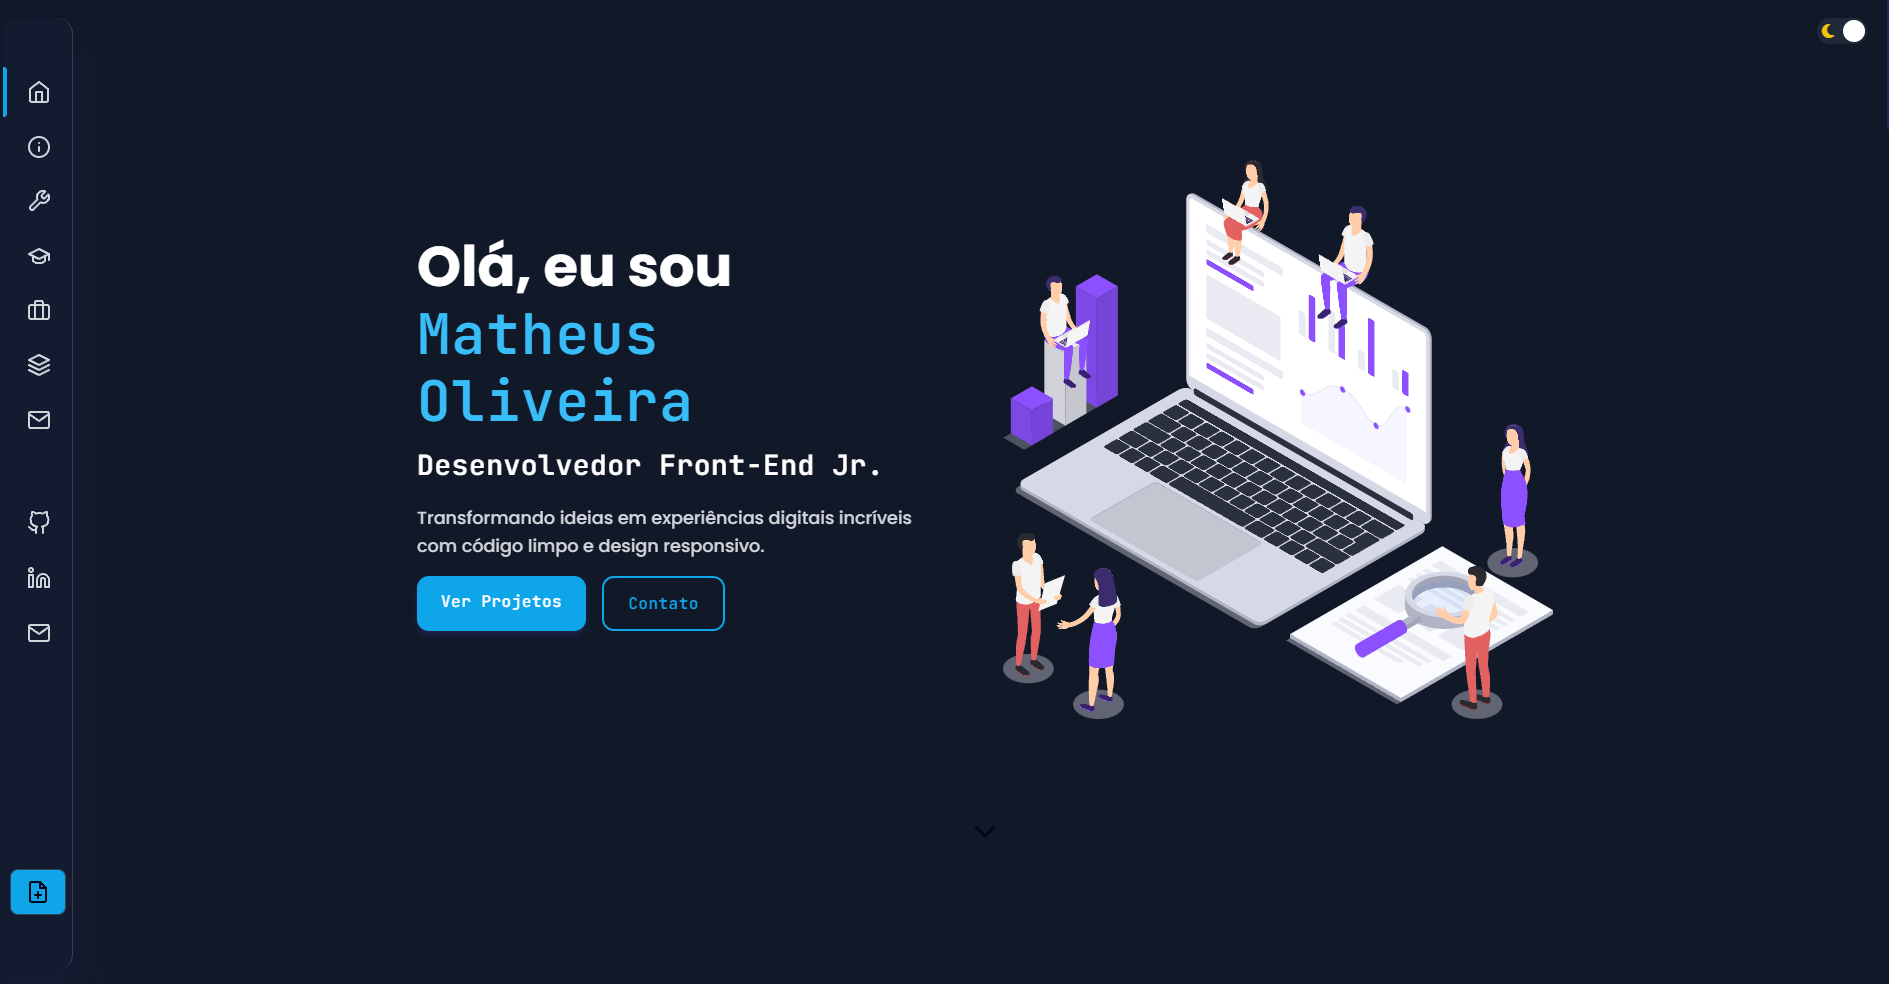 Olá, eu sou
Matheus
Oliveira
Desenvolvedor Front-End Jr.
Transformando ideias em experiências digitais incríveis
com código limpo e design responsivo.
Ver Projetos
Contato